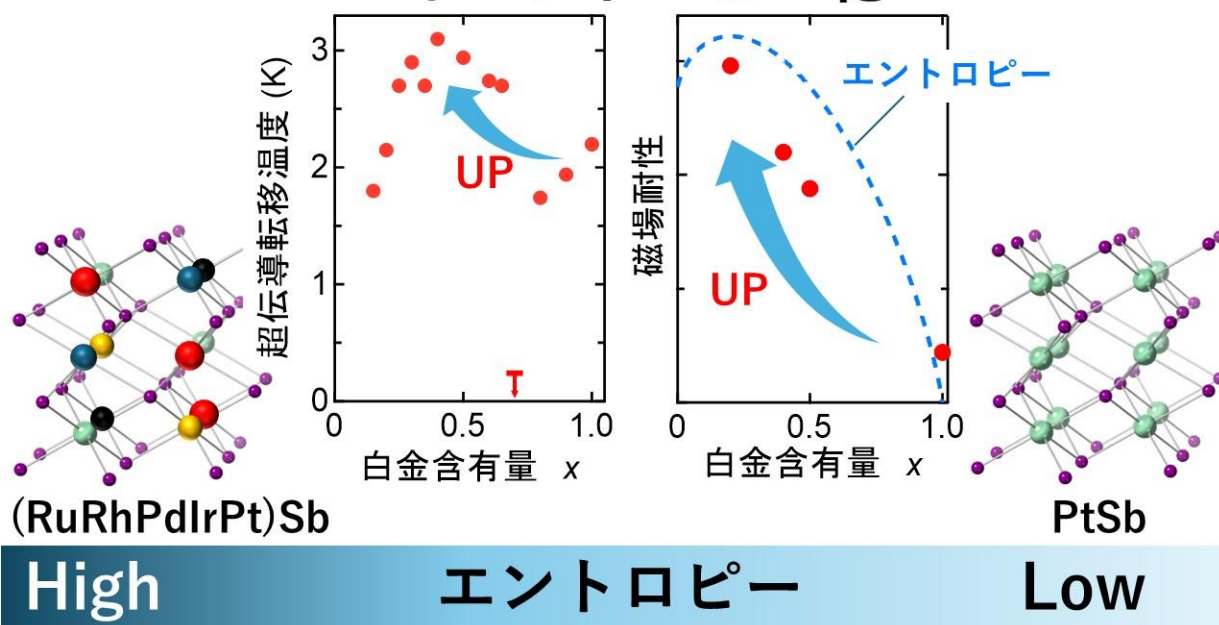 超伝導転移温度 (K)
3
2
1
0
UP
0
0.5
1.0
白金含有量 x
磁場耐性
エントロピー
UP
0
0.5
1.0
白金含有量 x
(RuRhPdIrPt)Sb
PtSb
High
エントロピー
Low